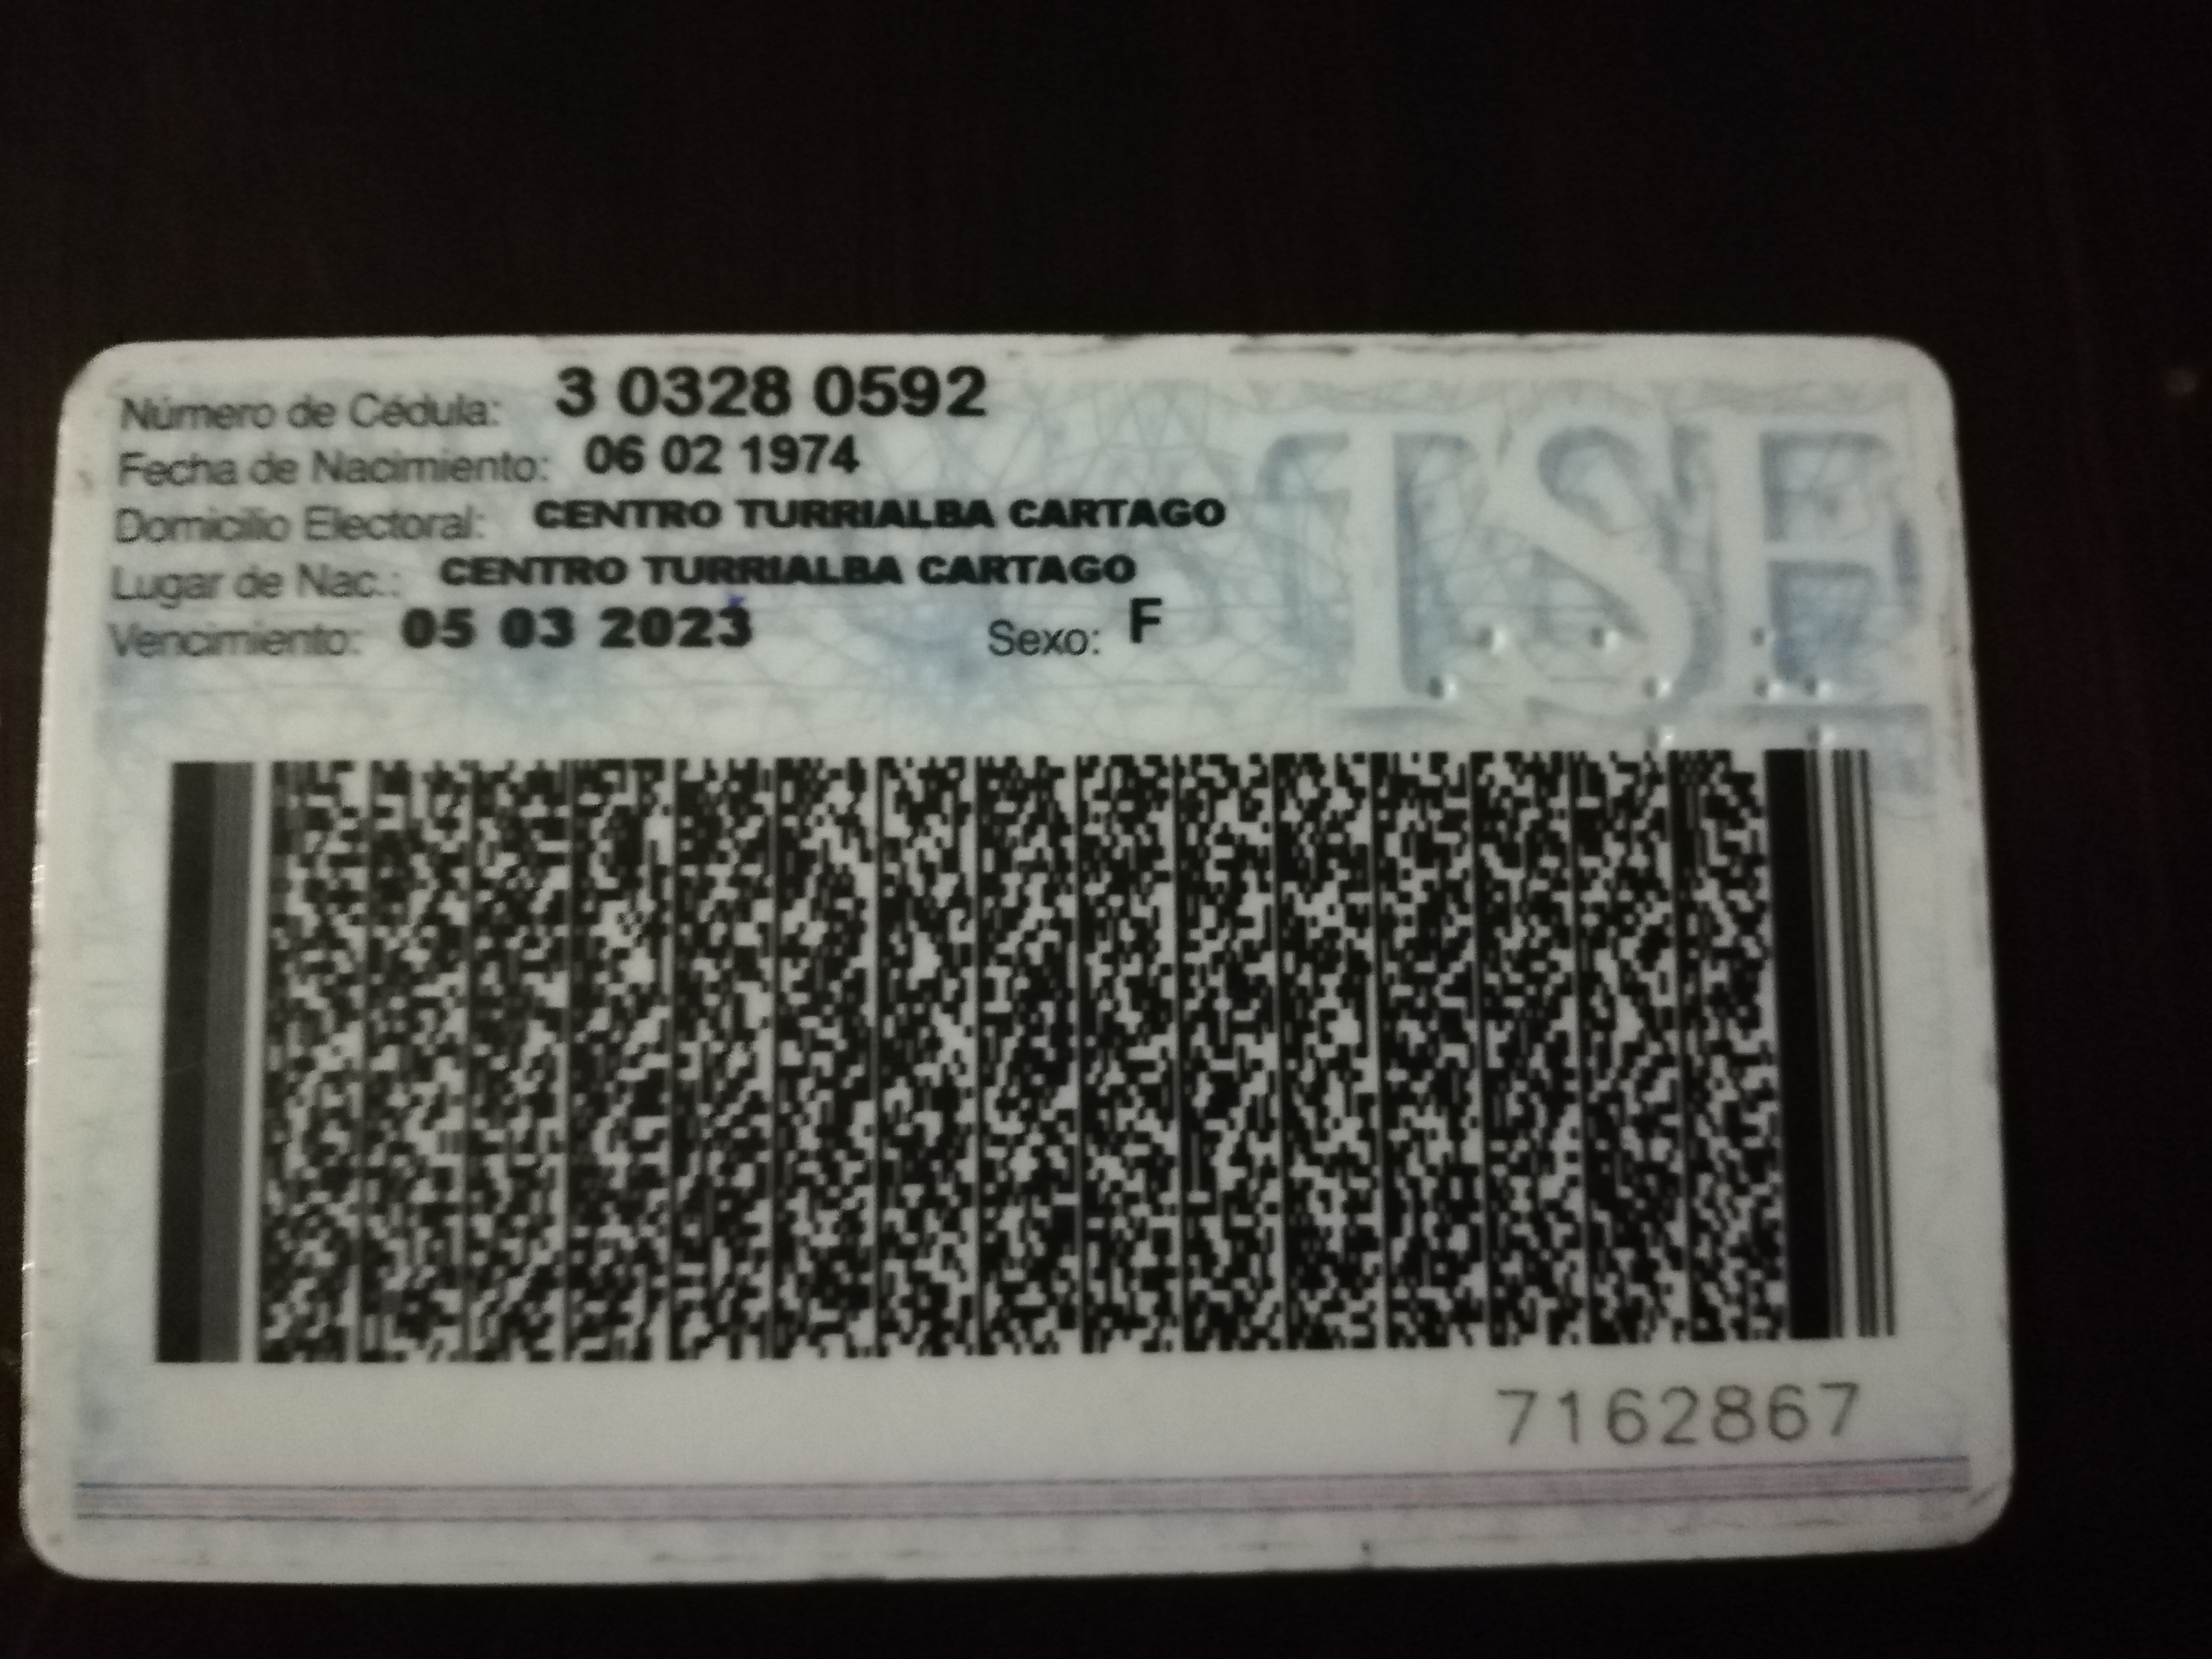 Número de Cédula: 3 0328 0592
Fecha de Nacimiento: 06 02 1974
Domicilio Electoral: CENTRO TURRIALBA CARTAGO
Lugar de Nac.: CENTRO TURRIALBA CARTAGO
Vencimiento: 05 03 2023 Sexo: F
TSE
7162867